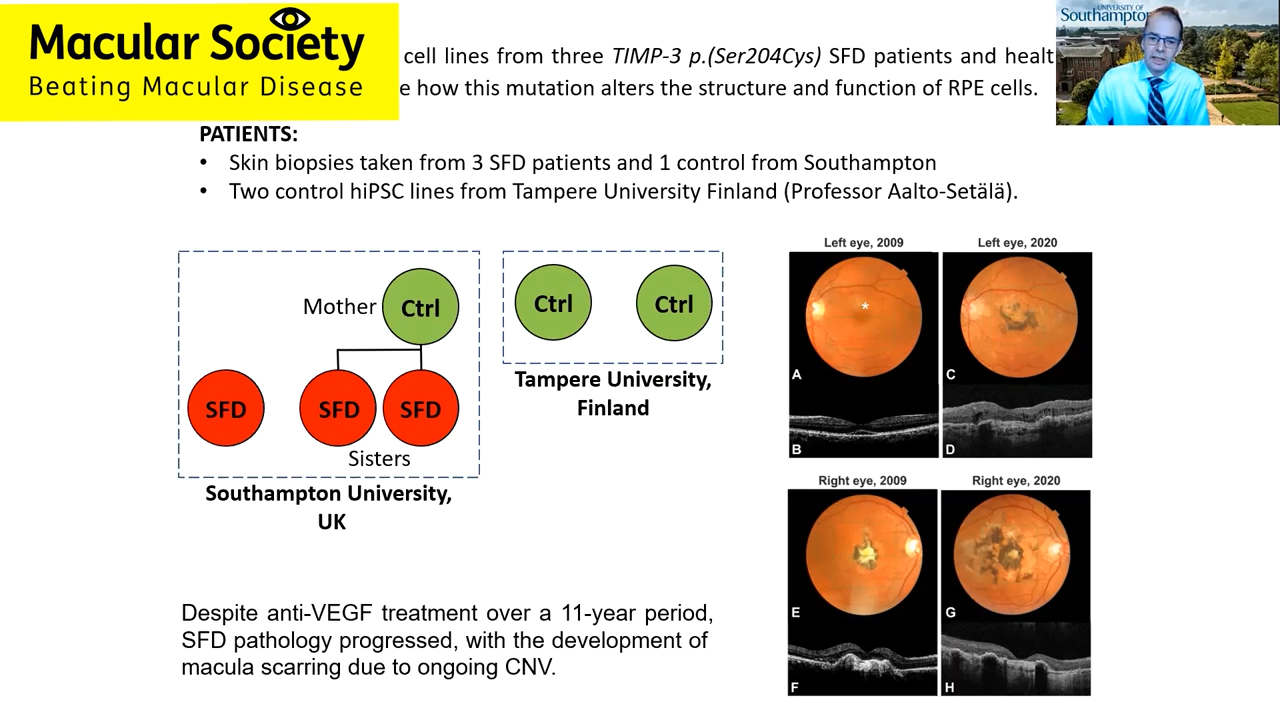 Macular Society
Beating Macular Disease
UNIVERSITY OF
Southampton
cell lines from three TIMP-3 p.(Ser204Cys) SFD patients and healt
e how this mutation alters the structure and function of RPE cells.
PATIENTS:
• Skin biopsies taken from 3 SFD patients and 1 control from Southampton
• Two control hiPSC lines from Tampere University Finland (Professor Aalto-Setälä).
Mother
Ctrl
SFD
SFD
SFD
Sisters
Southampton University,
UK
Ctrl
Ctrl
Tampere University,
Finland
Left eye, 2009
Left eye, 2020
*
A
C
B
D
Right eye, 2009
Right eye, 2020
E
G
F
H
Despite anti-VEGF treatment over a 11-year period,
SFD pathology progressed, with the development of
macula scarring due to ongoing CNV.